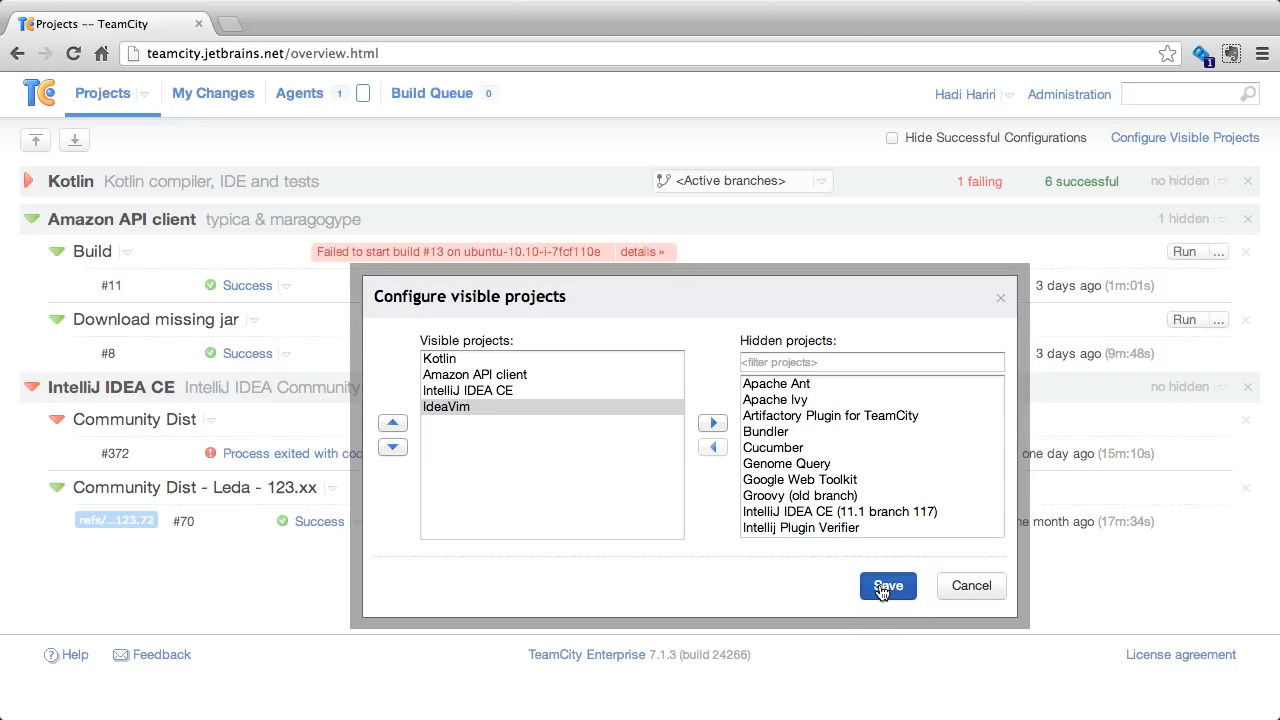 Projects -- TeamCity
teamcity.jetbrains.net/overview.html
TC Projects My Changes Agents 1 Build Queue 0 Hadi Hariri Administration
Hide Successful Configurations Configure Visible Projects
Kotlin Kotlin compiler, IDE and tests <Active branches> 1 failing 6 successful no hidden
Amazon API client typica & maragogype 1 hidden
Build Failed to start build #13 on ubuntu-10.10-i-7fcf110e details » Run ...
#11 Success 3 days ago (1m:01s)
Download missing jar Run ...
#8 Success 3 days ago (9m:48s)
IntelliJ IDEA CE IntelliJ IDEA Community no hidden
Community Dist
#372 Process exited with one day ago (15m:10s)
Community Dist - Leda - 123.xx
refs/...123.72 #70 Success one month ago (17m:34s)
Configure visible projects
Visible projects:
Kotlin
Amazon API client
IntelliJ IDEA CE
IdeaVim
Hidden projects:
<filter projects>
Apache Ant
Apache Ivy
Artifactory Plugin for TeamCity
Bundler
Cucumber
Genome Query
Google Web Toolkit
Groovy (old branch)
IntelliJ IDEA CE (11.1 branch 117)
Intellij Plugin Verifier
Save Cancel
Help Feedback TeamCity Enterprise 7.1.3 (build 24266) License agreement